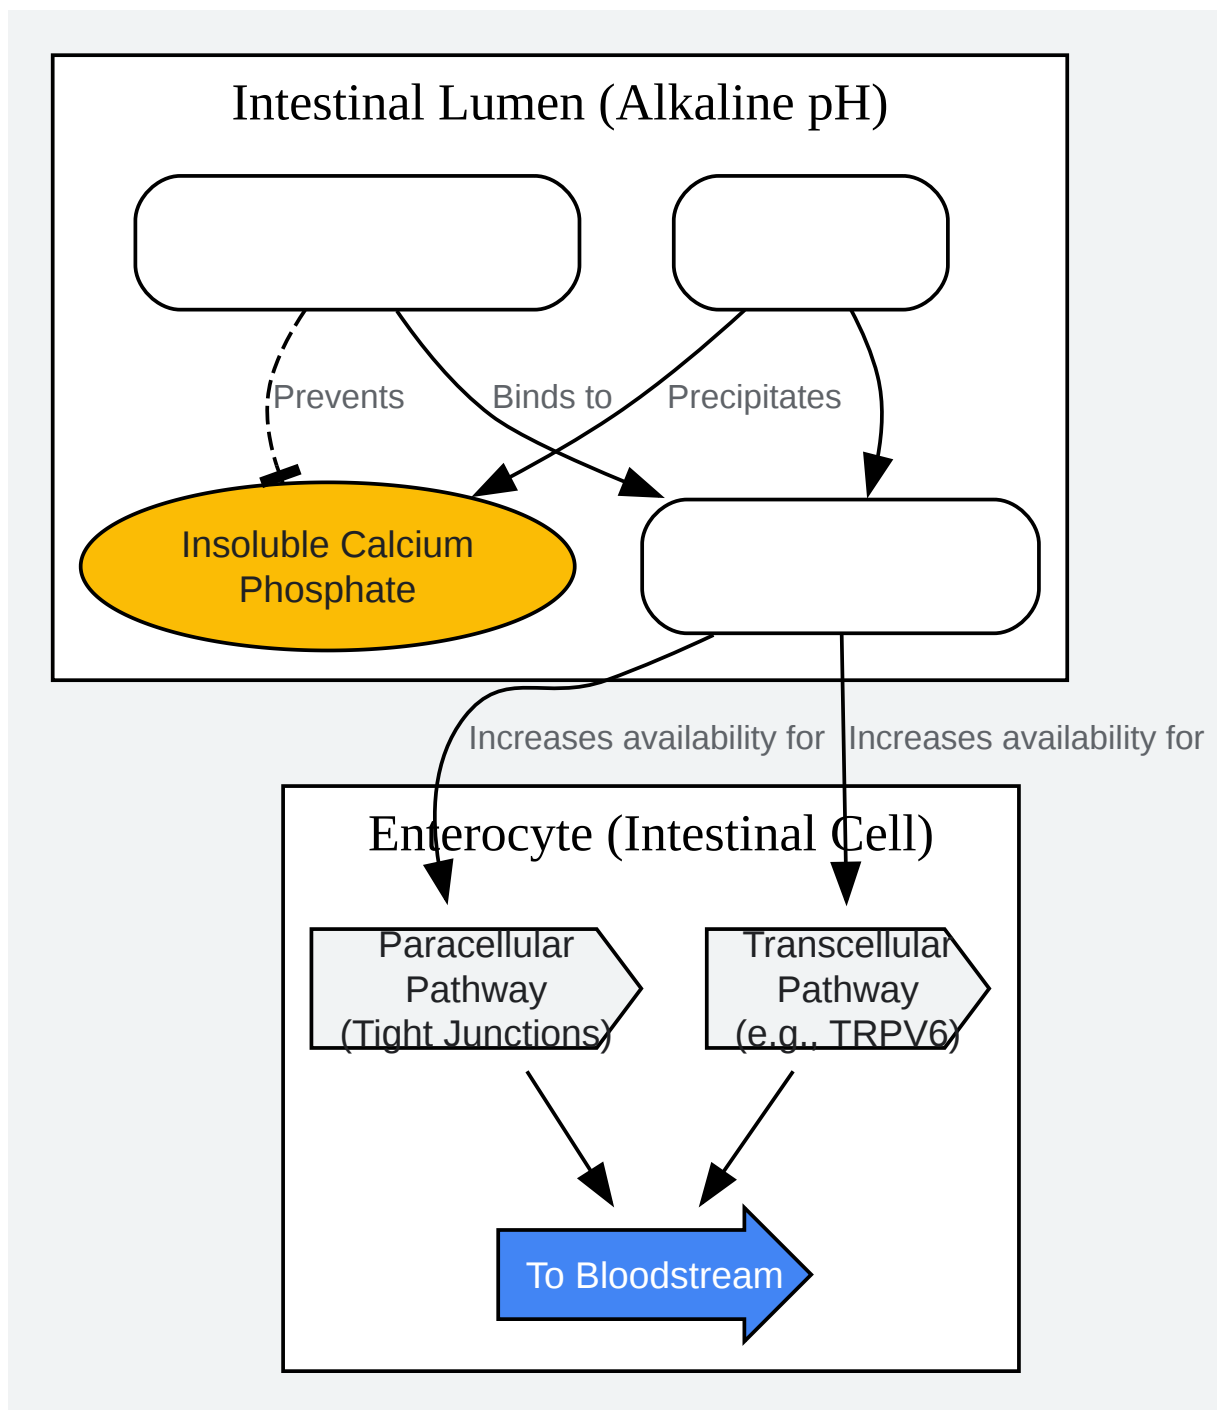 Intestinal Lumen (Alkaline pH)
Prevents
Binds to
Precipitates
Insoluble Calcium
Phosphate
Increases availability for
Increases availability for
Enterocyte (Intestinal Cell)
Paracellular
Pathway
(Tight Junctions)
Transcellular
Pathway
(e.g., TRPV6)
To Bloodstream